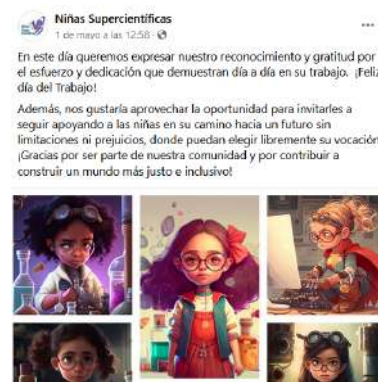 Niñas Supercientíficas
1 de mayo a las 12:58 ·
En este día queremos expresar nuestro reconocimiento y gratitud por
el esfuerzo y dedicación que demuestran día a día en su trabajo. ¡Feliz
día del Trabajo!
Además, nos gustaría aprovechar la oportunidad para invitarles a
seguir apoyando a las niñas en su camino hacia un futuro sin
limitaciones ni prejuicios, donde puedan elegir libremente su vocación
¡Gracias por ser parte de nuestra comunidad y por contribuir a
construir un mundo más justo e inclusivo!